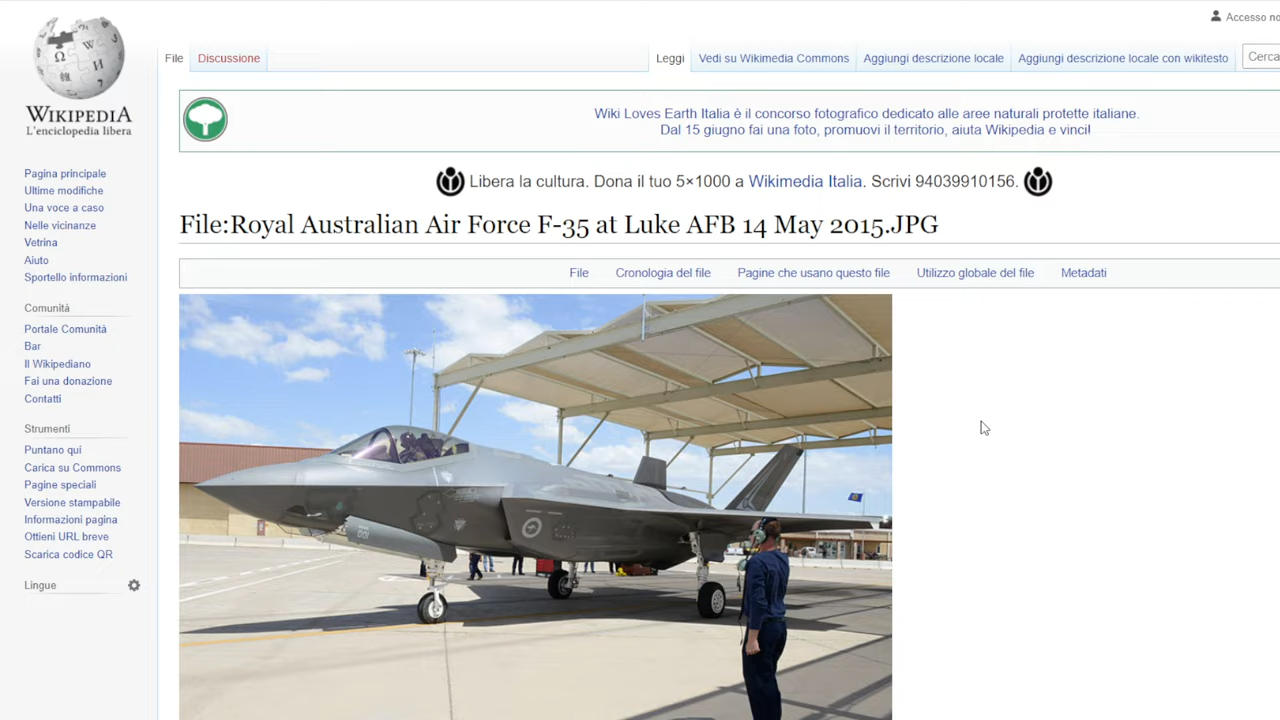 Accesso no
WIKIPEDIA
L'enciclopedia libera
File
Discussione
Leggi
Vedi su Wikimedia Commons
Aggiungi descrizione locale
Aggiungi descrizione locale con wikitesto
Cerca
Wiki Loves Earth Italia è il concorso fotografico dedicato alle aree naturali protette italiane.
Dal 15 giugno fai una foto, promuovi il territorio, aiuta Wikipedia e vinci!
Libera la cultura. Dona il tuo 5×1000 a Wikimedia Italia. Scrivi 94039910156.
File:Royal Australian Air Force F-35 at Luke AFB 14 May 2015.JPG
File
Cronologia del file
Pagine che usano questo file
Utilizzo globale del file
Metadati
Pagina principale
Ultime modifiche
Una voce a caso
Nelle vicinanze
Vetrina
Aiuto
Sportello informazioni
Comunità
Portale Comunità
Bar
Il Wikipediano
Fai una donazione
Contatti
Strumenti
Puntano qui
Carica su Commons
Pagine speciali
Versione stampabile
Informazioni pagina
Ottieni URL breve
Scarica codice QR
Lingue